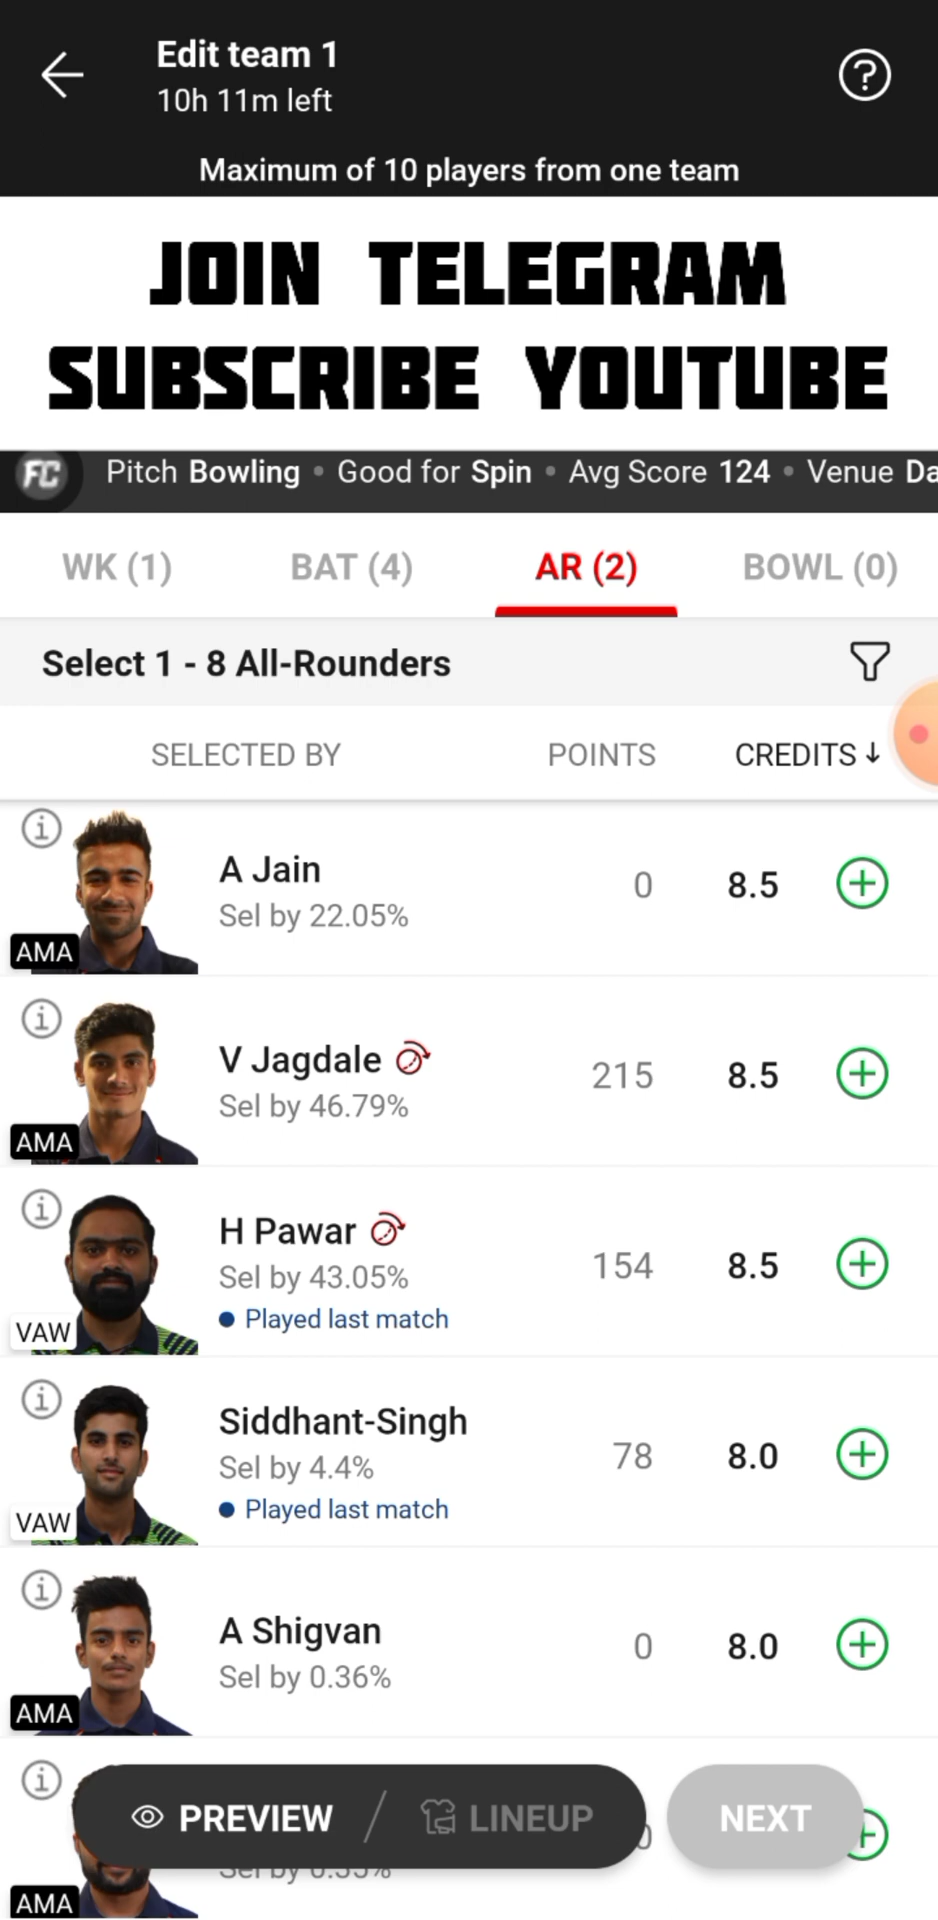 Edit team 1
10h 11m left
Maximum of 10 players from one team
JOIN TELEGRAM
SUBSCRIBE YOUTUBE
FC Pitch Bowling • Good for Spin • Avg Score 124 • Venue Da
WK (1) BAT (4) AR (2) BOWL (0)
Select 1 - 8 All-Rounders
SELECTED BY POINTS CREDITS ↓
A Jain 0 8.5
Sel by 22.05%
AMA
V Jagdale 215 8.5
Sel by 46.79%
AMA
H Pawar 154 8.5
Sel by 43.05%
• Played last match
VAW
Siddhant-Singh 78 8.0
Sel by 4.4%
• Played last match
VAW
A Shigvan 0 8.0
Sel by 0.36%
AMA
PREVIEW / LINEUP NEXT
Sel by
AMA